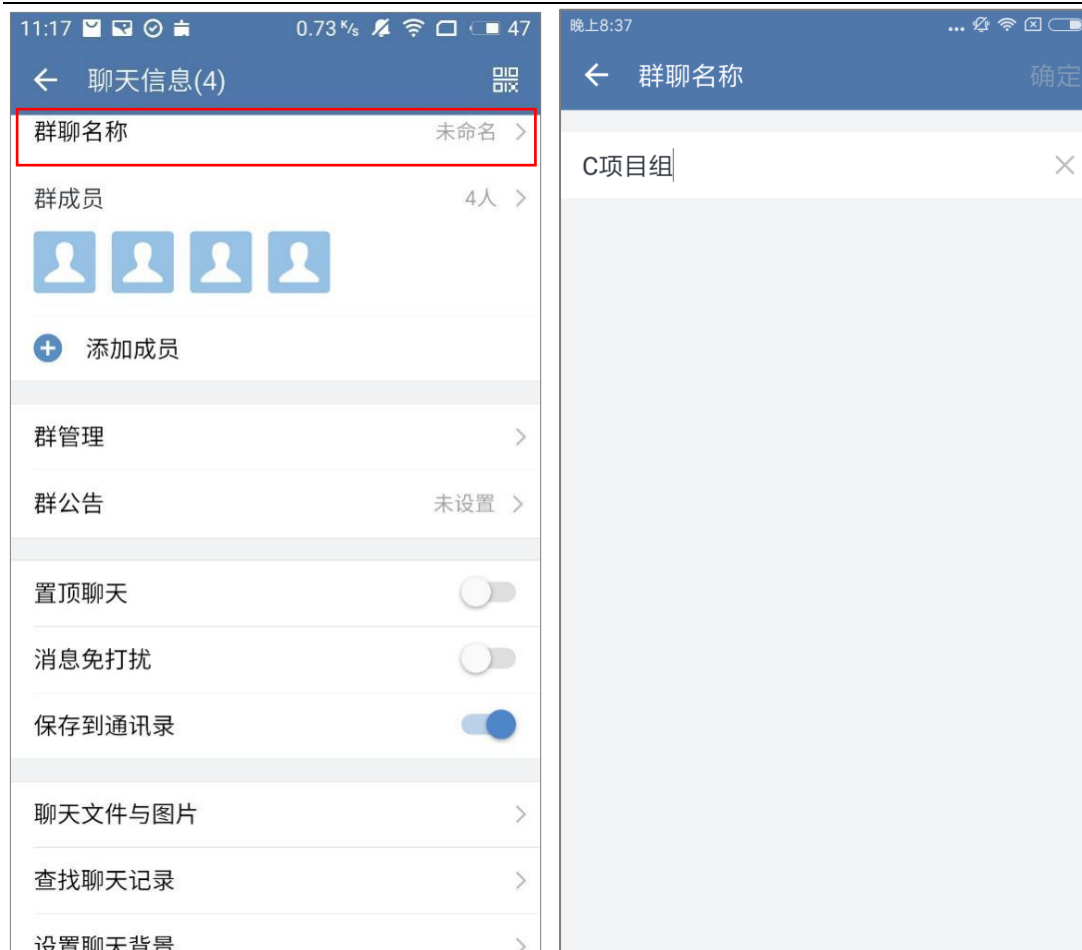 11:17 0.73 K/s 47
聊天信息(4)
群聊名称 未命名
群成员 4人
添加成员
群管理
群公告 未设置
置顶聊天
消息免打扰
保存到通讯录
聊天文件与图片
查找聊天记录
设置聊天背景
晚上8:37 ...
群聊名称 确定
C项目组